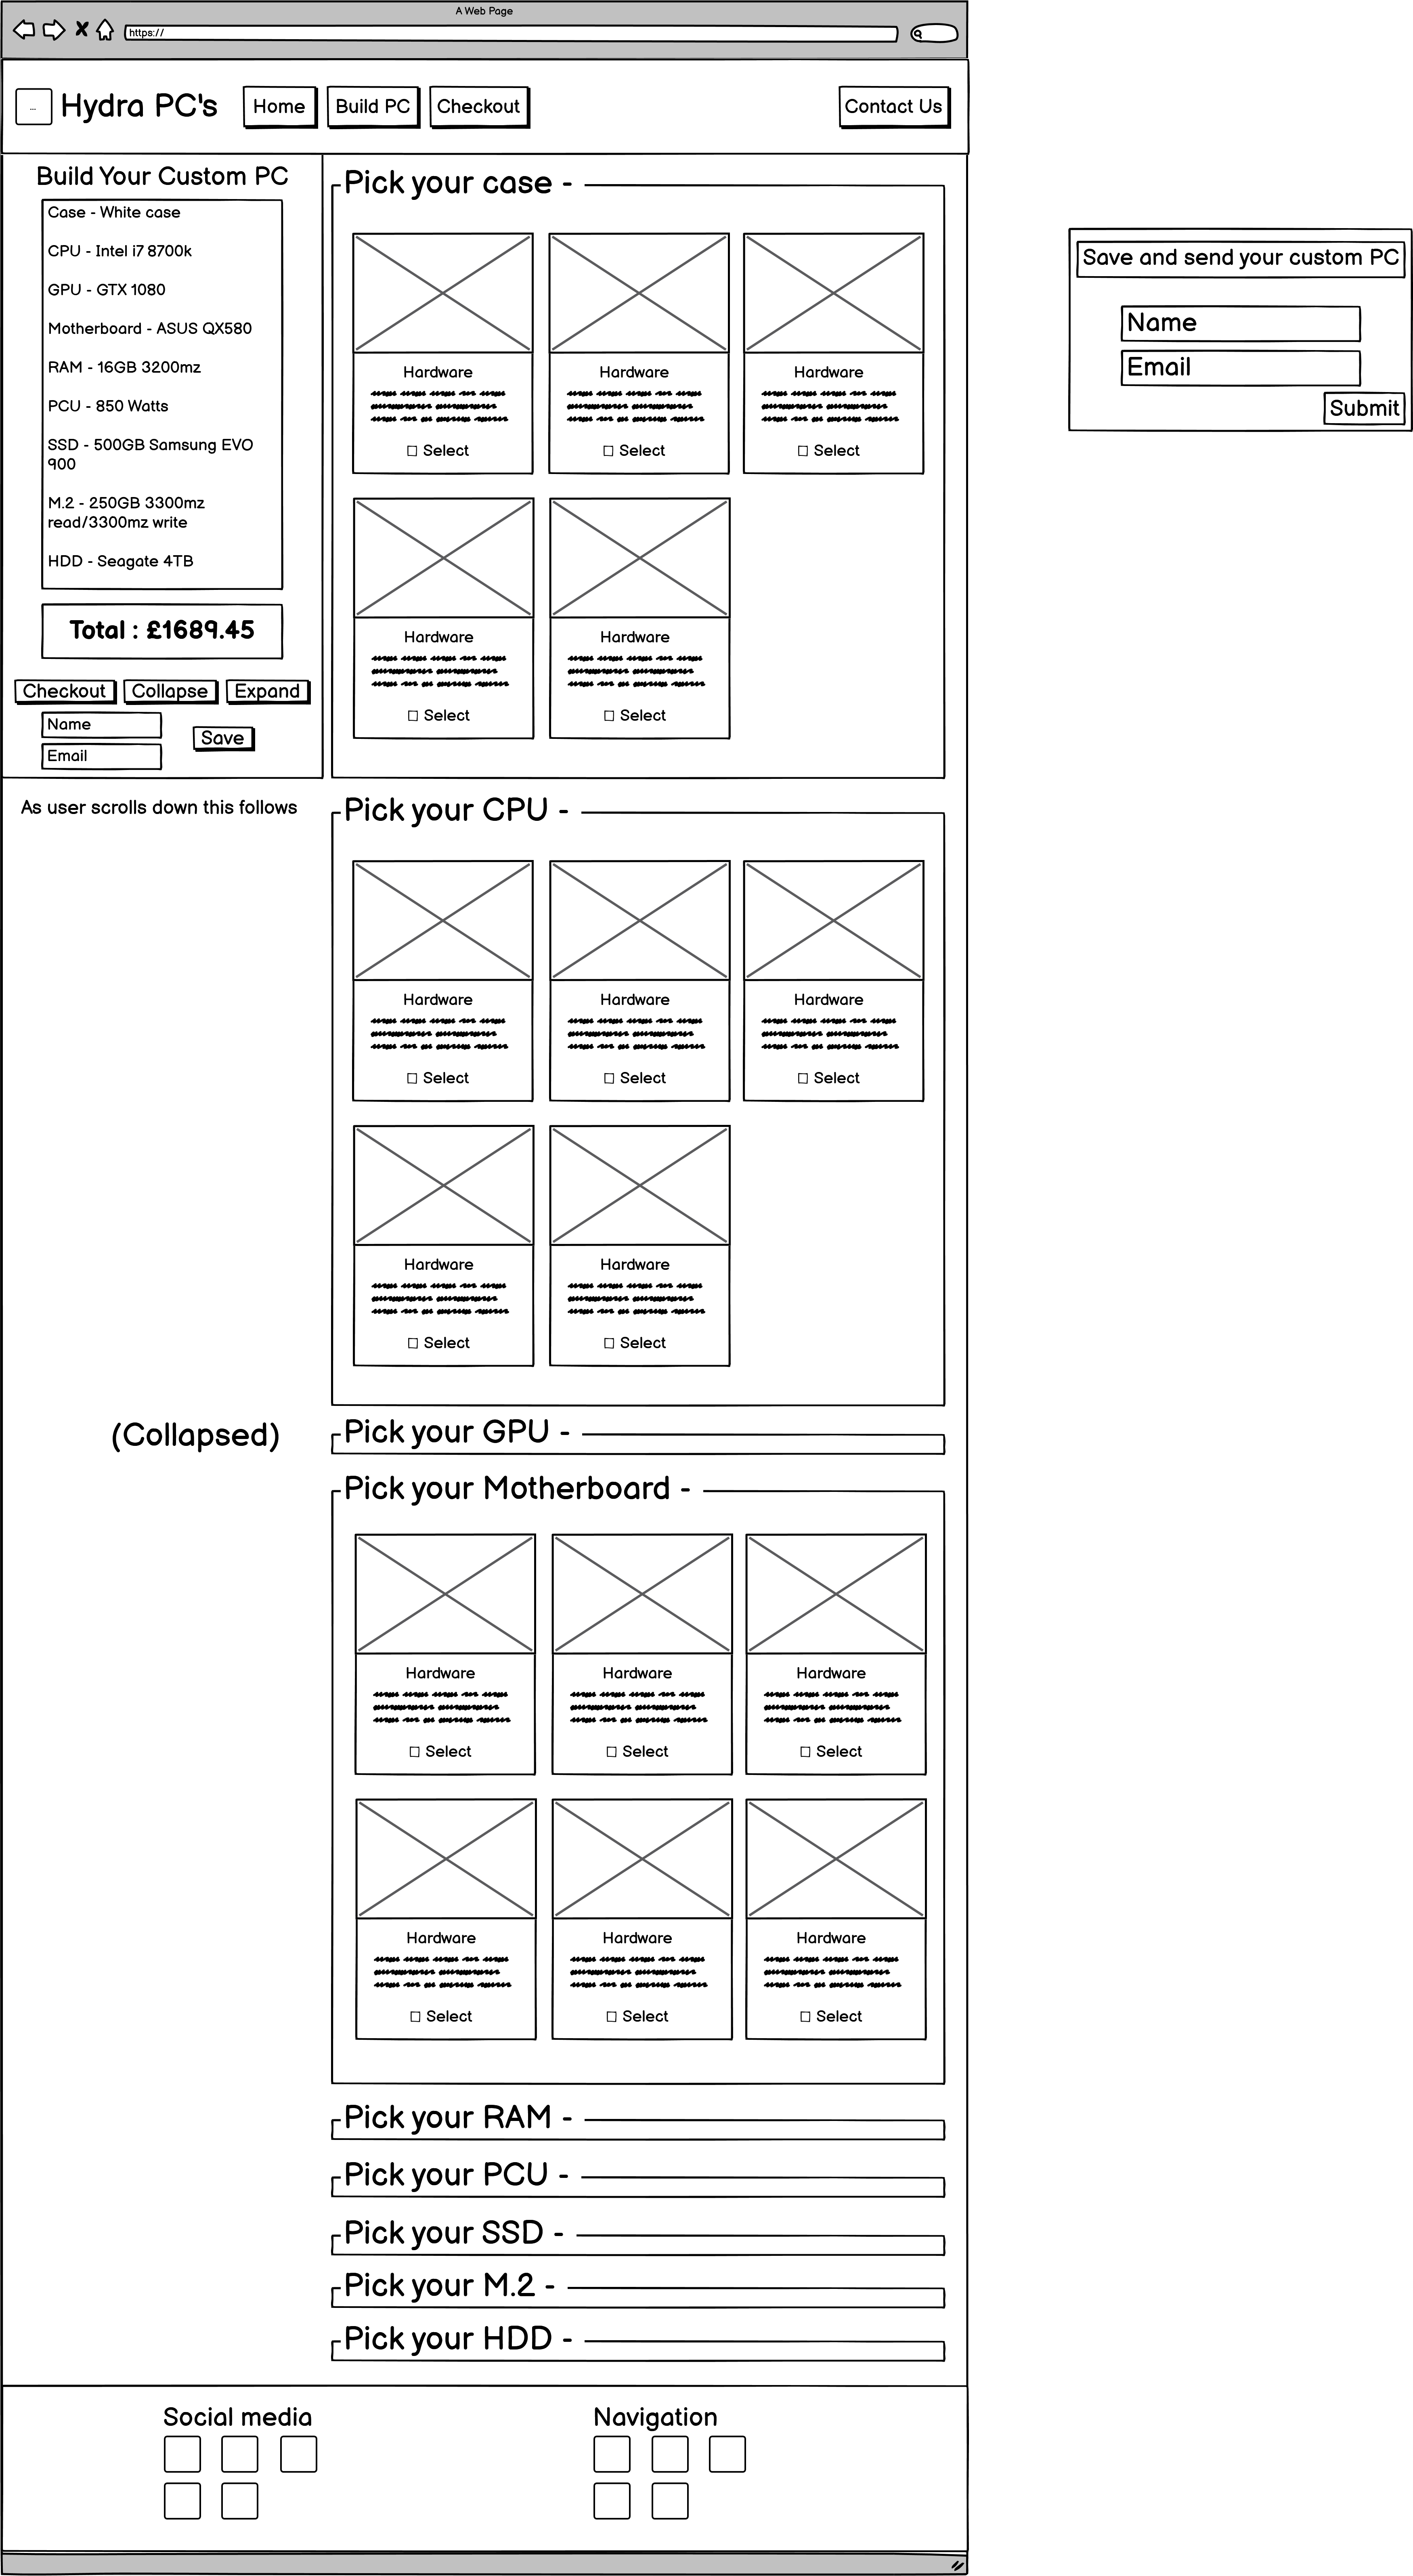 A Web Page
https://
... Hydra PC's Home Build PC Checkout Contact Us
Build Your Custom PC
Case - White case
CPU - Intel i7 8700k
GPU - GTX 1080
Motherboard - ASUS QX580
RAM - 16GB 3200mz
PCU - 850 Watts
SSD - 500GB Samsung EVO
900
M.2 - 250GB 3300mz
read/3300mz write
HDD - Seagate 4TB
Total : £1689.45
Checkout Collapse Expand
Name
Save
Email
As user scrolls down this follows
Pick your case -
Hardware Hardware Hardware
Select Select Select
Hardware Hardware
Select Select
Pick your CPU -
Hardware Hardware Hardware
Select Select Select
Hardware Hardware
Select Select
(Collapsed)
Pick your GPU -
Pick your Motherboard -
Hardware Hardware Hardware
Select Select Select
Hardware Hardware Hardware
Select Select Select
Pick your RAM -
Pick your PCU -
Pick your SSD -
Pick your M.2 -
Pick your HDD -
Social media Navigation
Save and send your custom PC
Name
Email
Submit